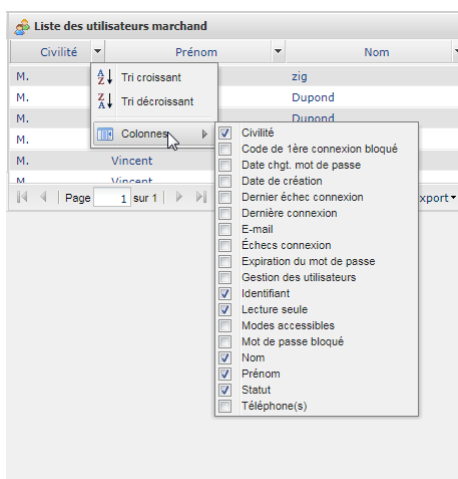 Liste des utilisateurs marchand
Civilité Prénom Nom
M. zig
M. Dupond
M. Dupond
M.
M. Vincent
M. Vincent
Tri croissant
Tri décroissant
Colonnes
Civilité
Code de 1ère connexion bloqué
Date chgt. mot de passe
Date de création
Dernier échec connexion
Dernière connexion
E-mail
Échecs connexion
Expiration du mot de passe
Gestion des utilisateurs
Identifiant
Lecture seule
Modes accessibles
Mot de passe bloqué
Nom
Prénom
Statut
Téléphone(s)
Page 1 sur 1 xport